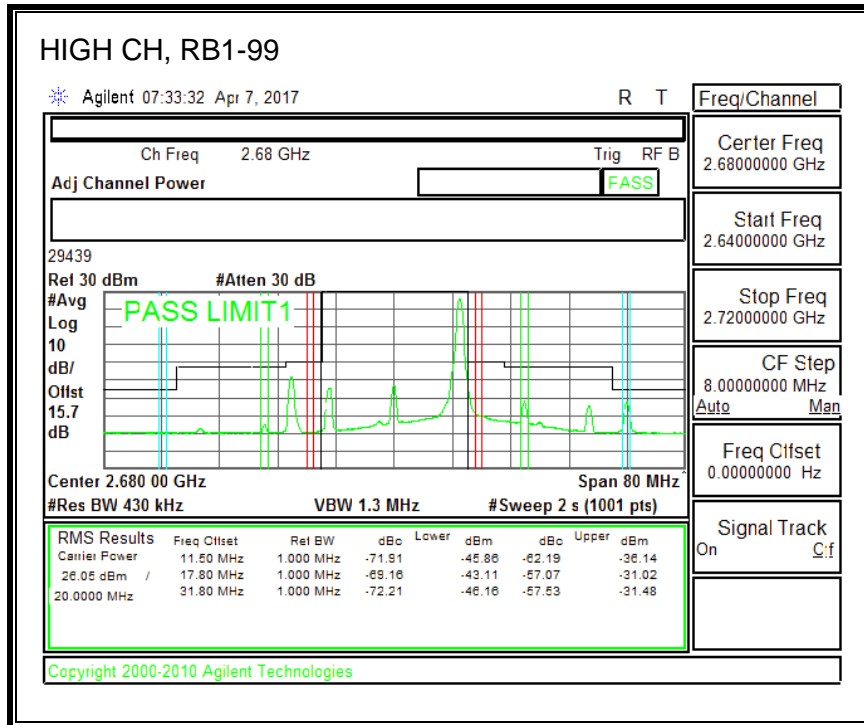 HIGH CH, RB1-99
Agilent 07:33:32 Apr 7, 2017 R T
Freq/Channel
Ch Freq 2.68 GHz Trig RF B
Adj Channel Power FASS
Center Freq
2.68000000 GHz
Start Freq
2.64000000 GHz
29439
Ref 30 dBm #Atten 30 dB
#Avg
Log
10
dB/
Offst
15.7
dB
PASS LIMIT1
Stop Freq
2.72000000 GHz
CF Step
8.00000000 MHz
Auto Man
Freq Offset
0.00000000 Hz
Center 2.680 00 GHz Span 80 MHz
#Res BW 430 kHz VBW 1.3 MHz #Sweep 2 s (1001 pts)
Signal Track
On Off
RMS Results Freq Offset Ref BW dBc Lower dBm dBc Upper dBm
Carrier Power 11.50 MHz 1.000 MHz -71.91 -45.86 -62.19 -36.14
26.05 dBm / 17.80 MHz 1.000 MHz -69.16 -43.11 -57.07 -31.02
20.0000 MHz 31.80 MHz 1.000 MHz -72.21 -46.16 -57.53 -31.48
Copyright 2000-2010 Agilent Technologies